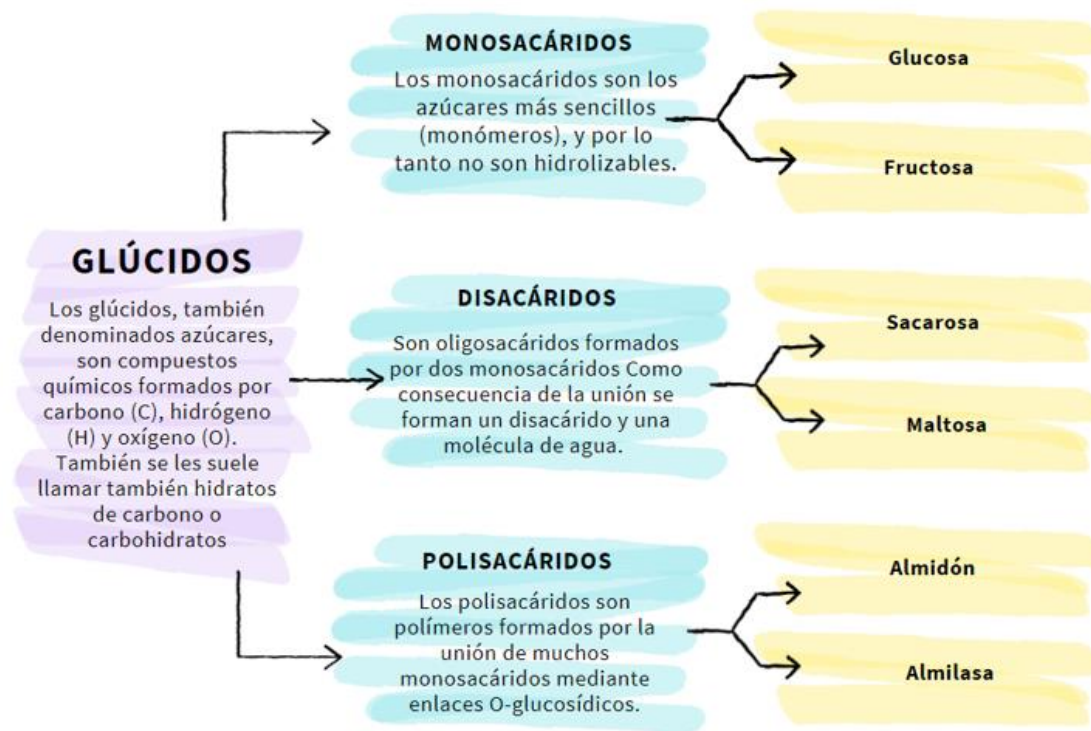 GLÚCIDOS
Los glúcidos, también
denominados azúcares,
son compuestos
químicos formados por
carbono (C), hidrógeno
(H) y oxígeno (O).
También se les suele
llamar también hidratos
de carbono o
carbohidratos
MONOSACÁRIDOS
Los monosacáridos son los
azúcares más sencillos
(monómeros), y por lo
tanto no son hidrolizables.
Glucosa
Fructosa
DISACÁRIDOS
Son oligosacáridos formados
por dos monosacáridos Como
consecuencia de la unión se
forman un disacárido y una
molécula de agua.
Sacarosa
Maltosa
POLISACÁRIDOS
Los polisacáridos son
polímeros formados por la
unión de muchos
monosacáridos mediante
enlaces O-glucosídicos.
Almidón
Almilasa